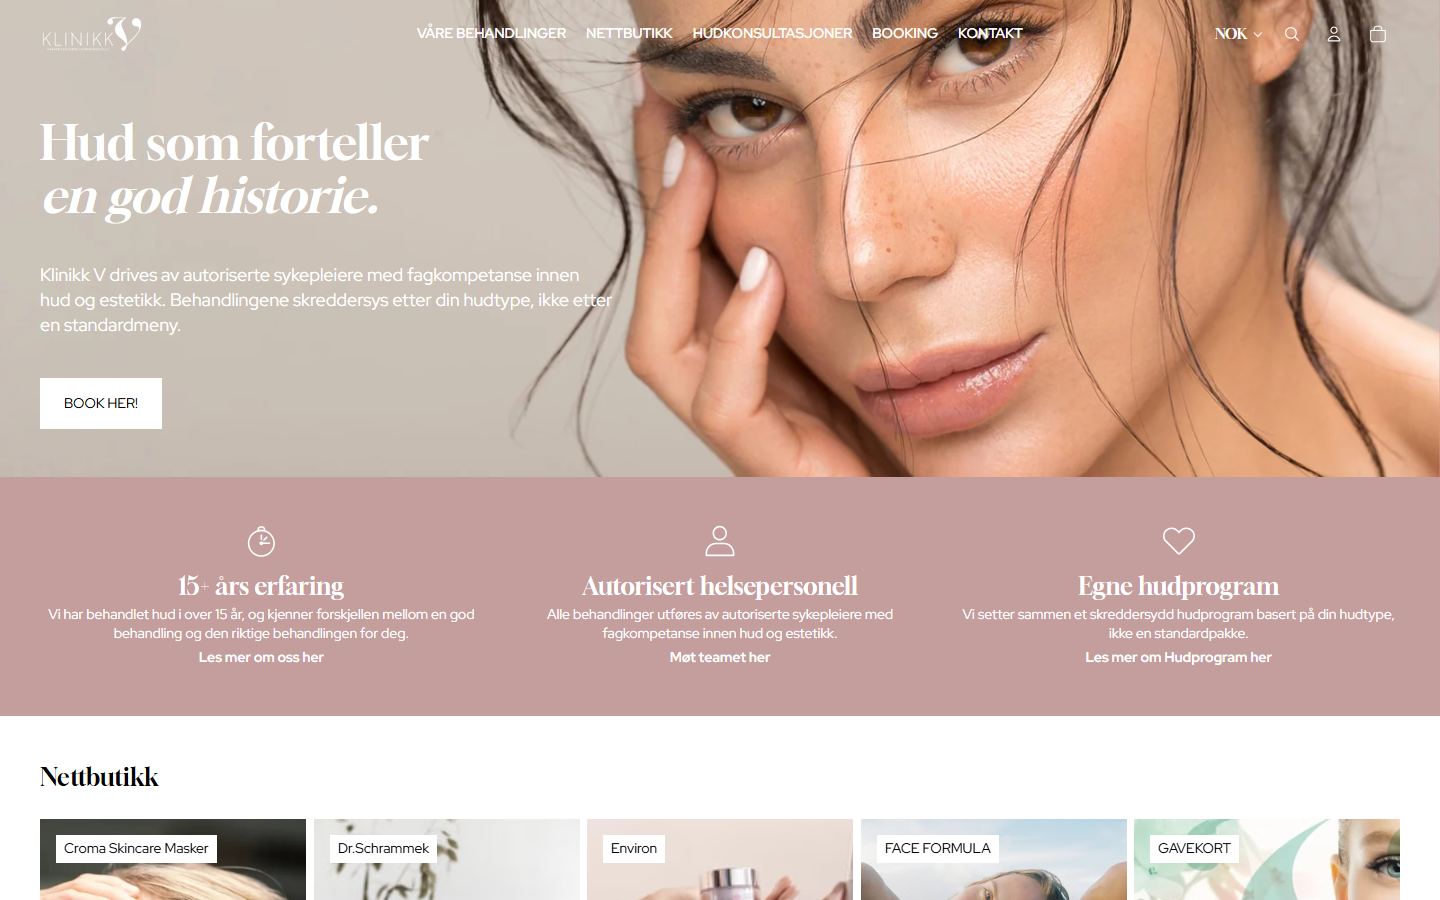 KLINIKK V
VÅRE BEHANDLINGER
NETTBUTIKK
HUDKONSULTASJONER
BOOKING
KONTAKT
NOK
Hud som forteller
en god historie.
Klinikk V drives av autoriserte sykepleiere med fagkompetanse innen
hud og estetikk. Behandlingene skreddersys etter din hudtype, ikke etter
en standardmeny.
BOOK HER!
15+ års erfaring
Vi har behandlet hud i over 15 år, og kjenner forskjellen mellom en god
behandling og den riktige behandlingen for deg.
Les mer om oss her
Autorisert helsepersonell
Alle behandlinger utføres av autoriserte sykepleiere med
fagkompetanse innen hud og estetikk.
Møt teamet her
Egne hudprogram
Vi setter sammen et skreddersydd hudprogram basert på din hudtype,
ikke en standardpakke.
Les mer om Hudprogram her
Nettbutikk
Croma Skincare Masker
Dr.Schrammek
Environ
FACE FORMULA
GAVEKORT